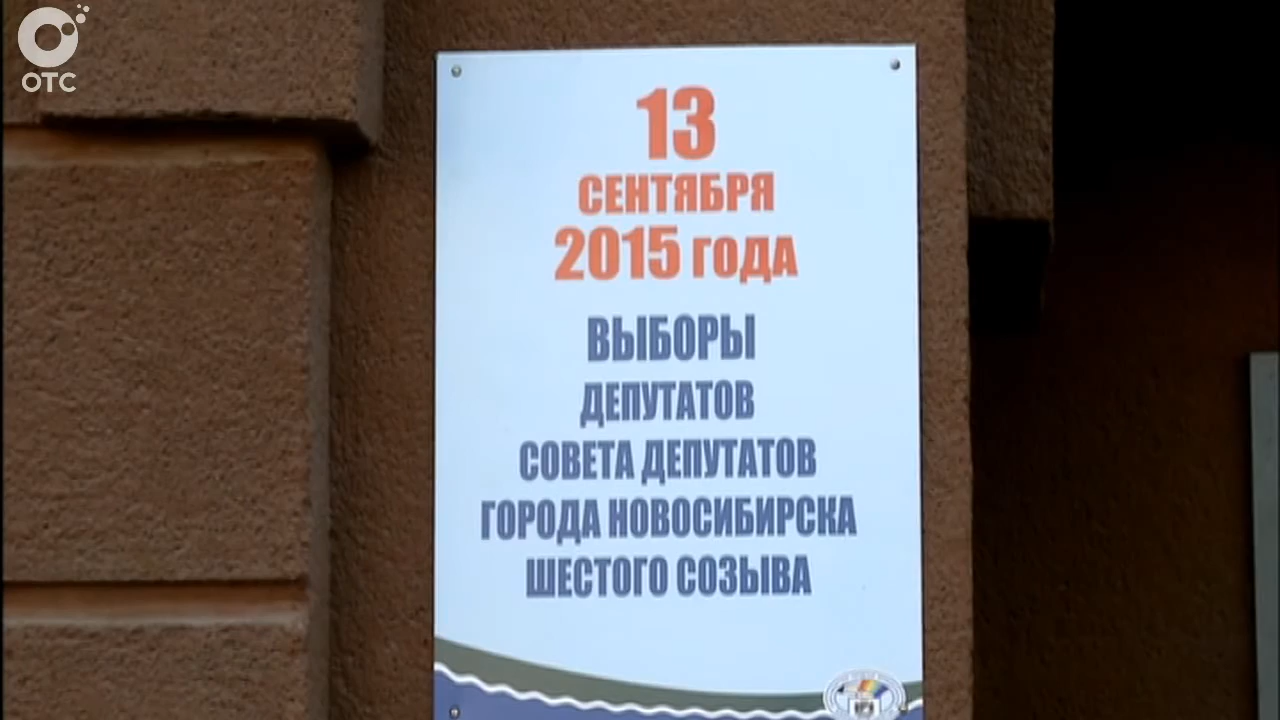 ОТС
13
СЕНТЯБРЯ
2015 ГОДА
ВЫБОРЫ
ДЕПУТАТОВ
СОВЕТА ДЕПУТАТОВ
ГОРОДА НОВОСИБИРСКА
ШЕСТОГО СОЗЫВА